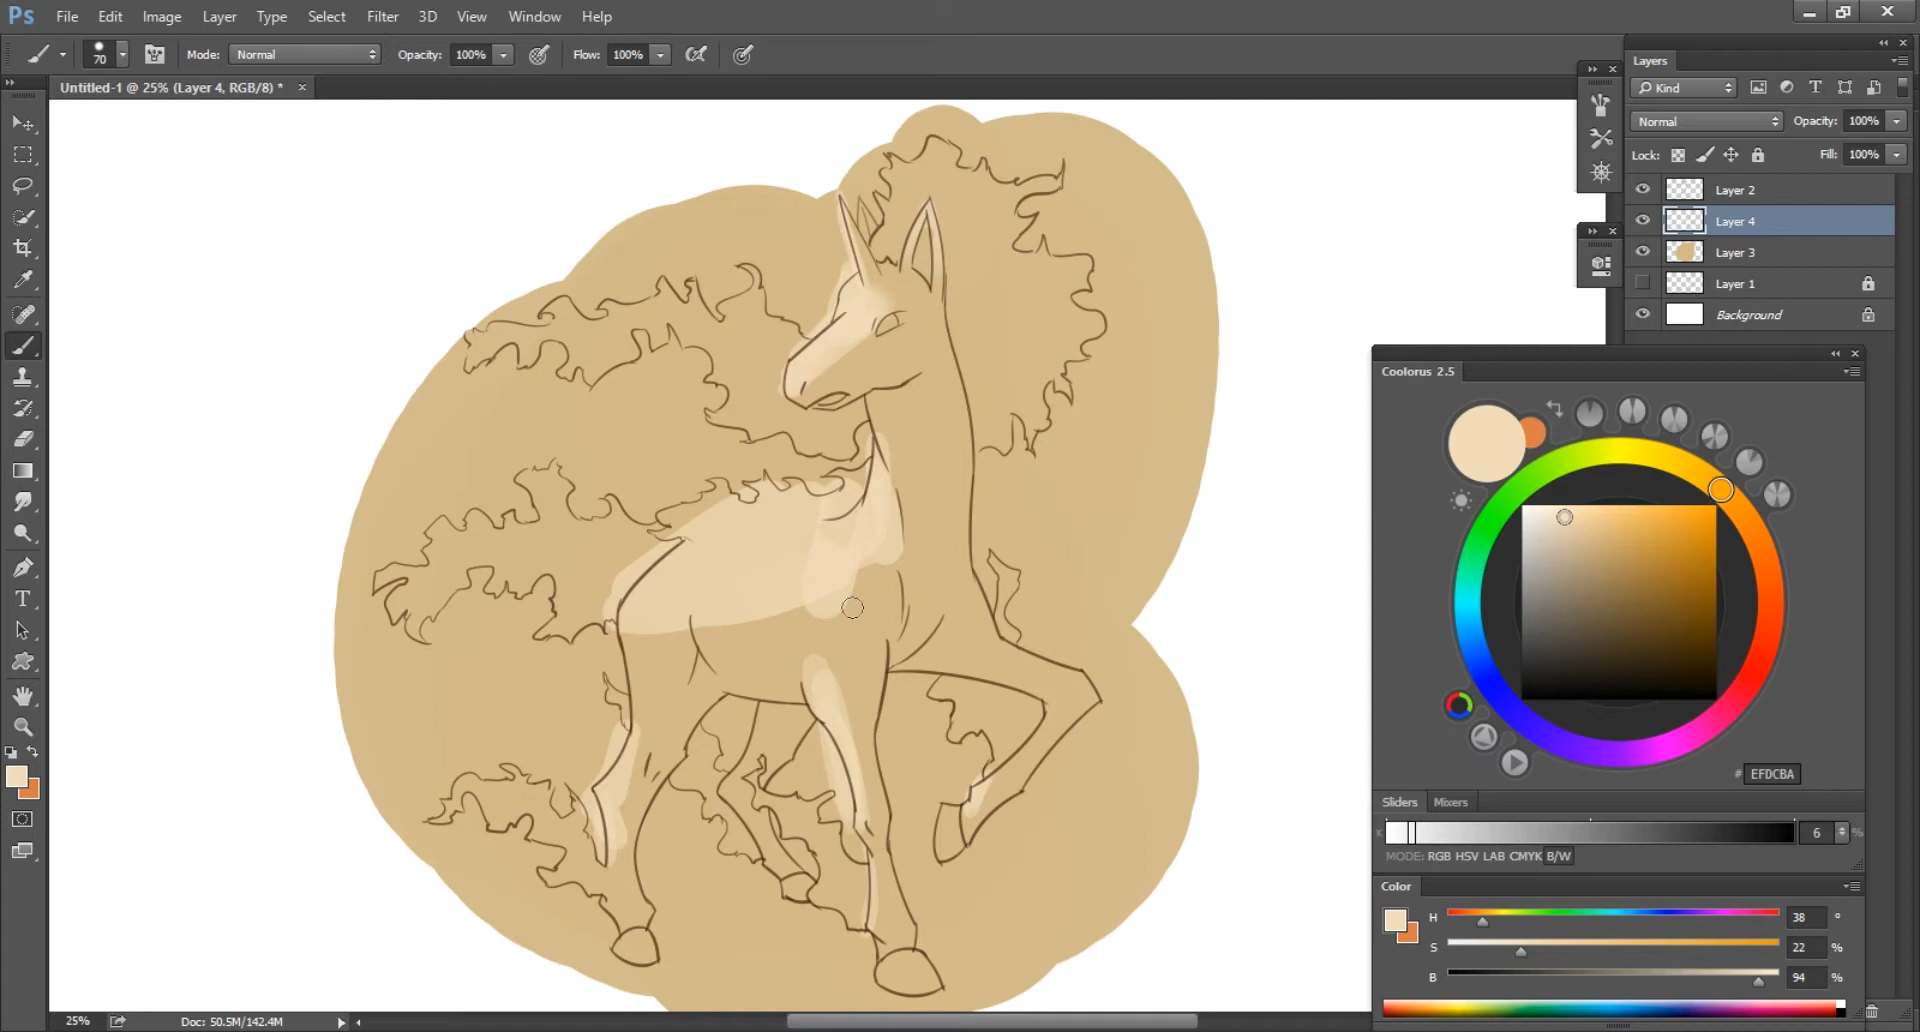 Ps File Edit Image Layer Type Select Filter 3D View Window Help
70 Mode: Normal Opacity: 100% Flow: 100%
Untitled-1 @ 25% (Layer 4, RGB/8) * ×
Layers
Kind
Normal Opacity: 100%
Lock: Fill: 100%
Layer 2
Layer 4
Layer 3
Layer 1
Background
Coolorus 2.5
# EFDCBA
Sliders Mixers
K 6 %
MODE: RGB HSV LAB CMYK B/W
Color
H 38 °
S 22 %
B 94 %
25% Doc: 50.5M/142.4M